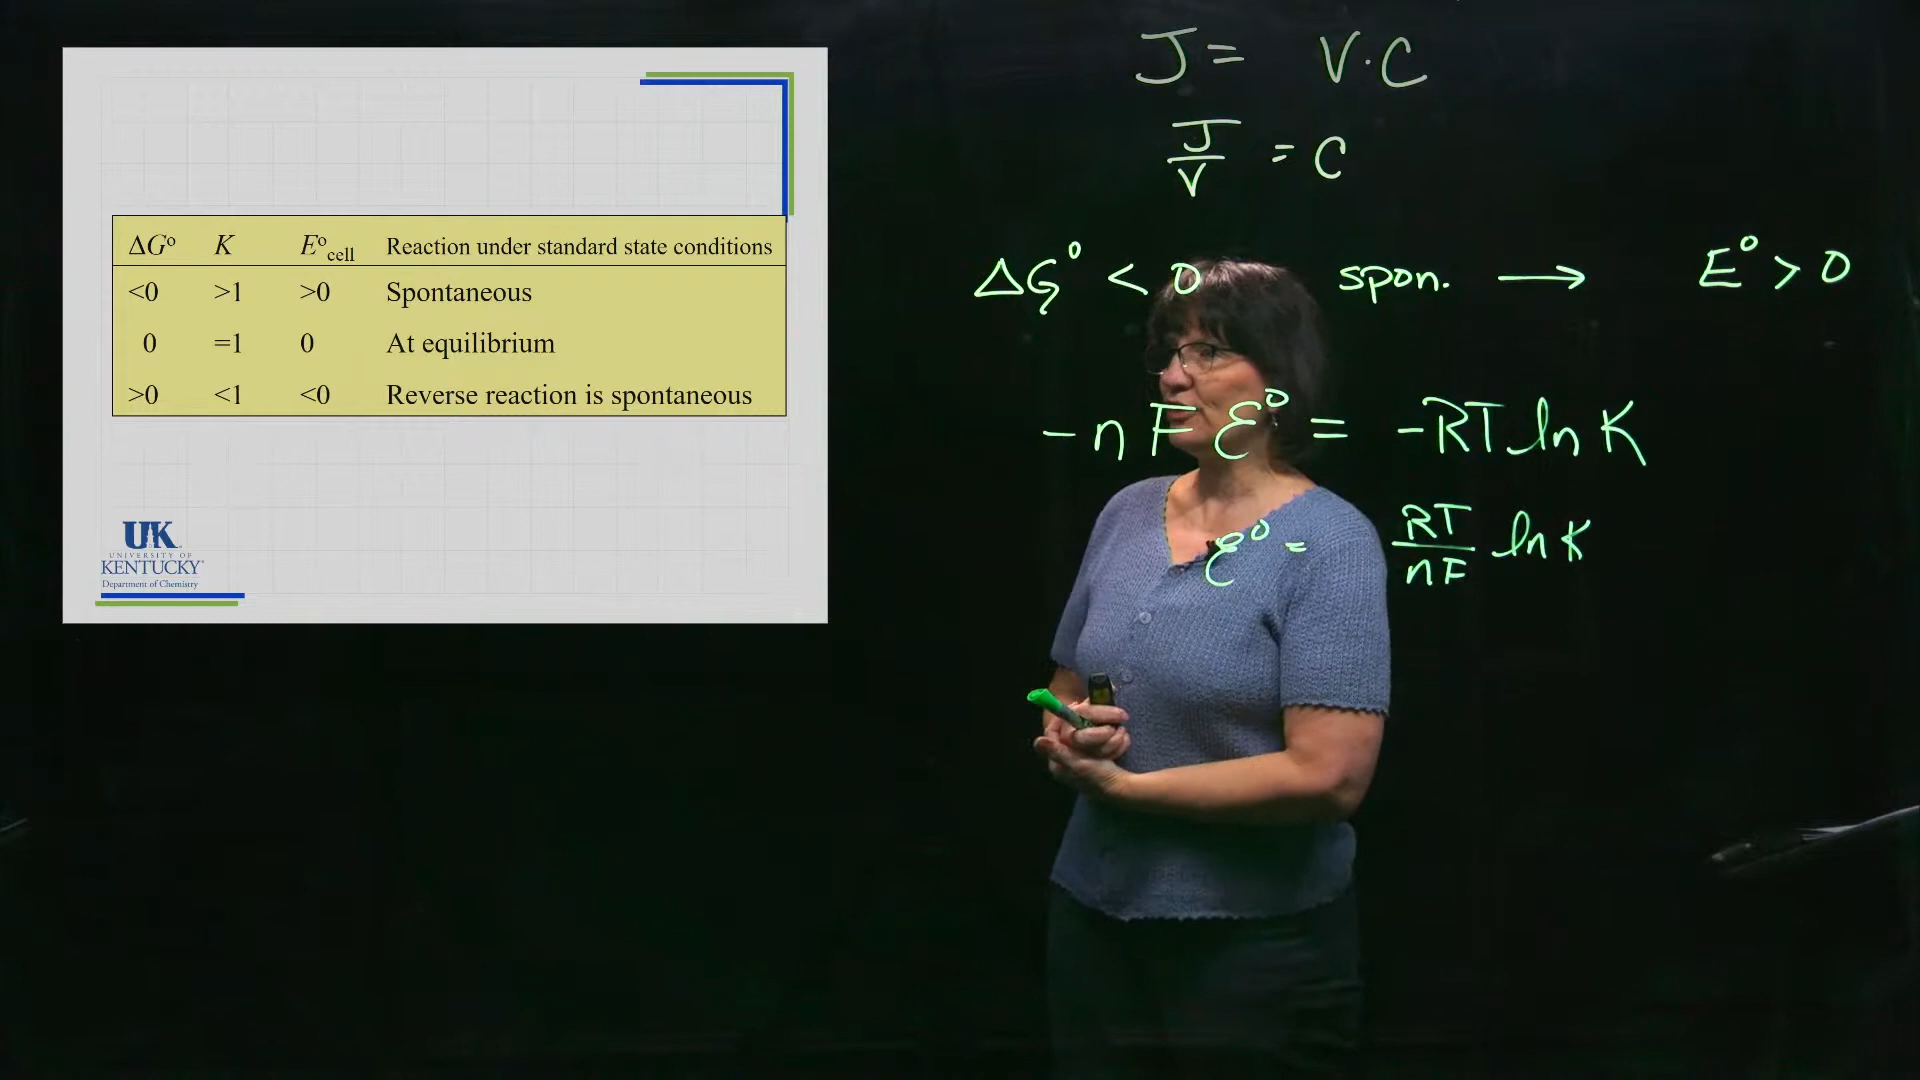 ΔG° K E°cell Reaction under standard state conditions
<0 >1 >0 Spontaneous
0 =1 0 At equilibrium
>0 <1 <0 Reverse reaction is spontaneous
UK
UNIVERSITY OF
KENTUCKY
Department of Chemistry
J = V·C
J/V = C
ΔG° < 0 spon. → E° > 0
-nFℰ° = -RT ln K
ℰ° = RT/nF ln K